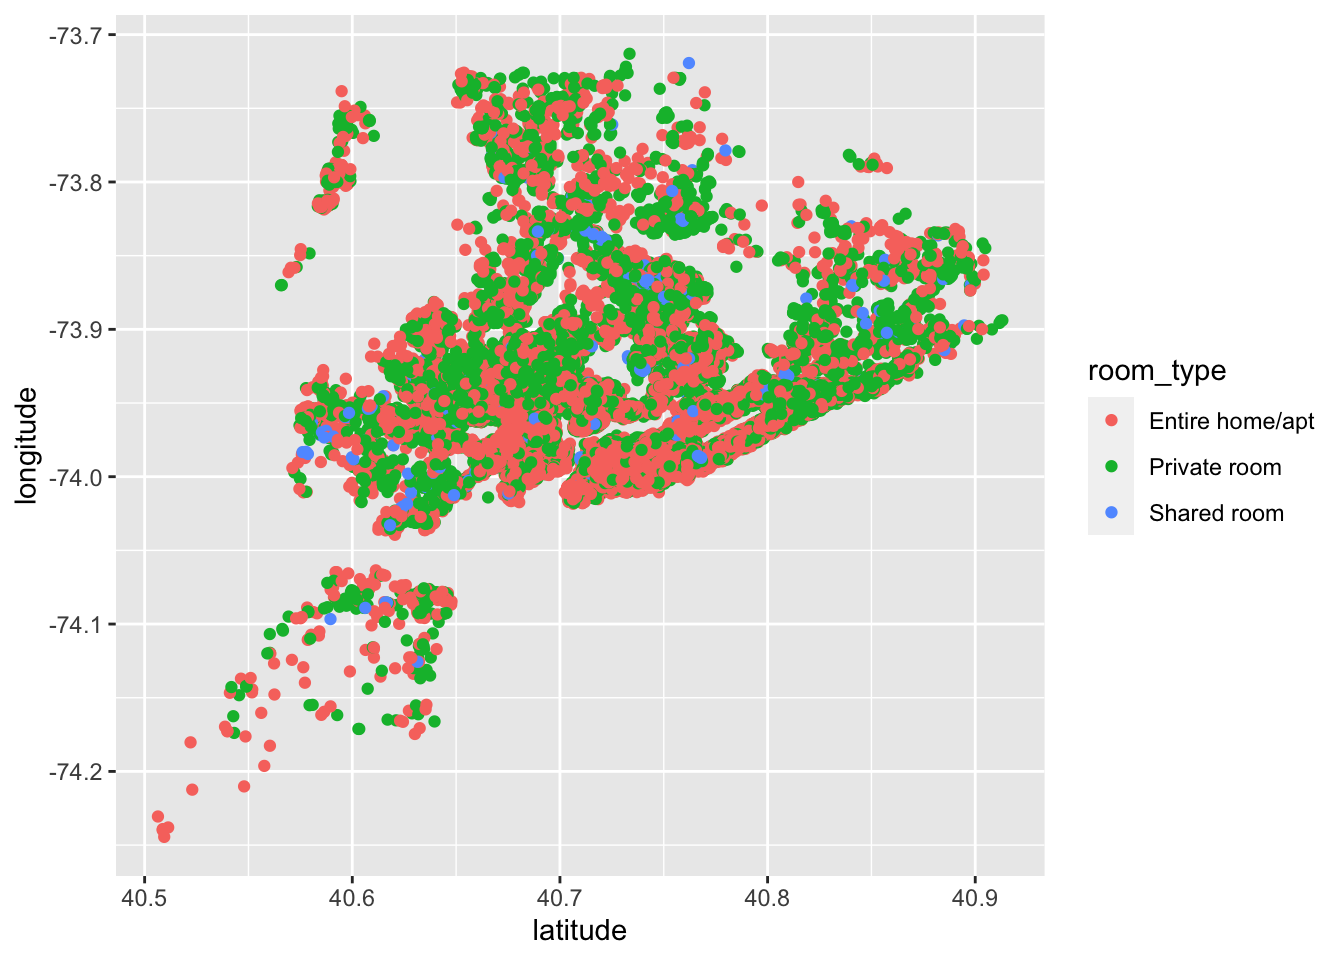 -73.7
-73.8
-73.9
-74.0
-74.1
-74.2
longitude
40.5 40.6 40.7 40.8 40.9
latitude
room_type
Entire home/apt
Private room
Shared room